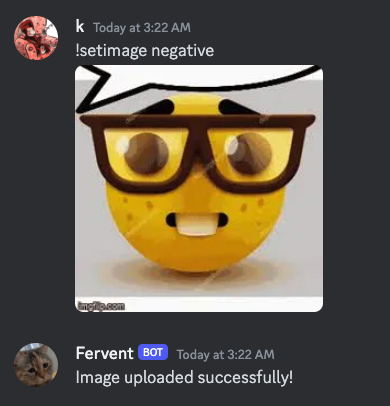 k Today at 3:22 AM
!setimage negative
imgflip.com
Fervent BOT Today at 3:22 AM
Image uploaded successfully!